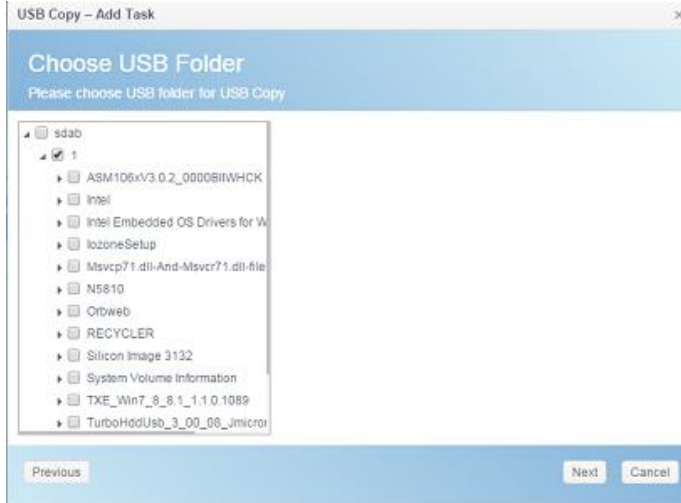 USB Copy – Add Task
Choose USB Folder
Please choose USB folder for USB Copy
sdab
1
ASM106xV3.0.2_0000BIIWHCK
Intel
Intel Embedded OS Drivers for W
IozoneSetup
Msvcp71.dll-And-Msvcr71.dll-file
N5810
Orbweb
RECYCLER
Silicon Image 3132
System Volume Information
TXE_Win7_8_8.1_1.1.0.1089
TurboHddUsb_3_00_08_Jmicror
Previous
Next
Cancel